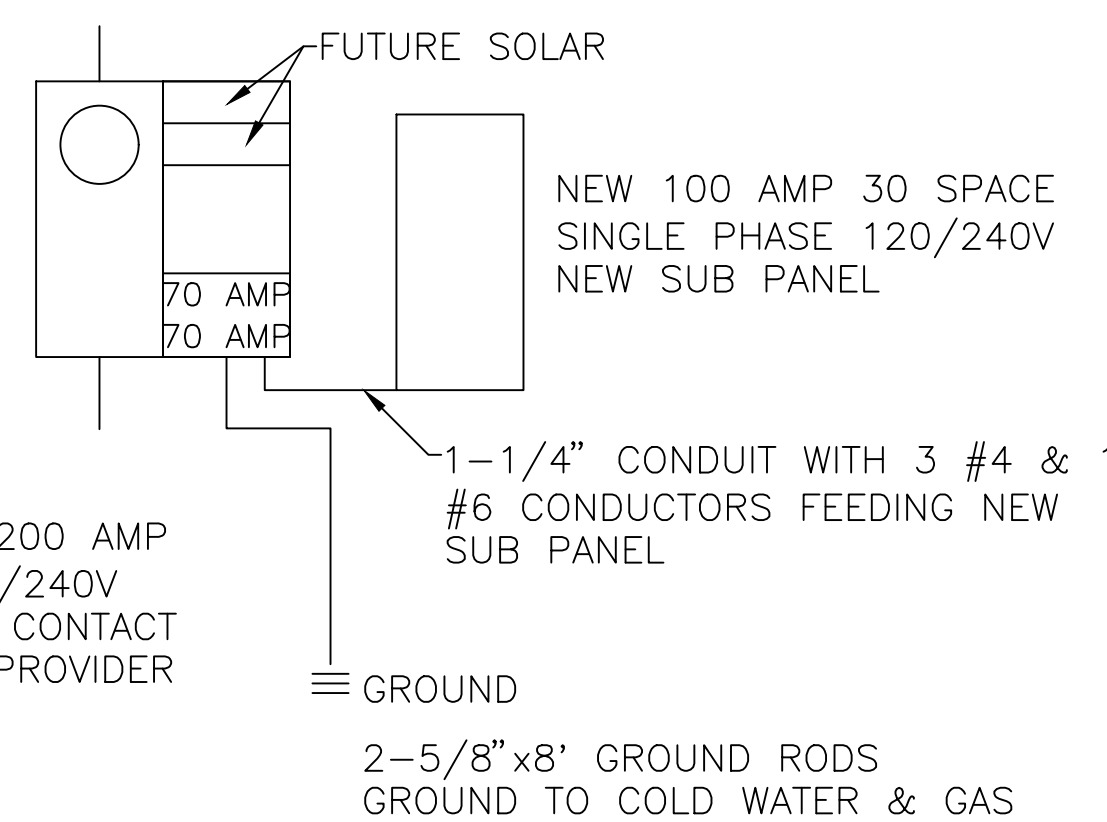 FUTURE SOLAR
NEW 100 AMP 30 SPACE
SINGLE PHASE 120/240V
NEW SUB PANEL
70 AMP
70 AMP
1-1/4” CONDUIT WITH 3 #4 & 1
#6 CONDUCTORS FEEDING NEW
SUB PANEL
200 AMP
/240V
CONTACT
PROVIDER
GROUND
2-5/8”x8’ GROUND RODS
GROUND TO COLD WATER & GAS